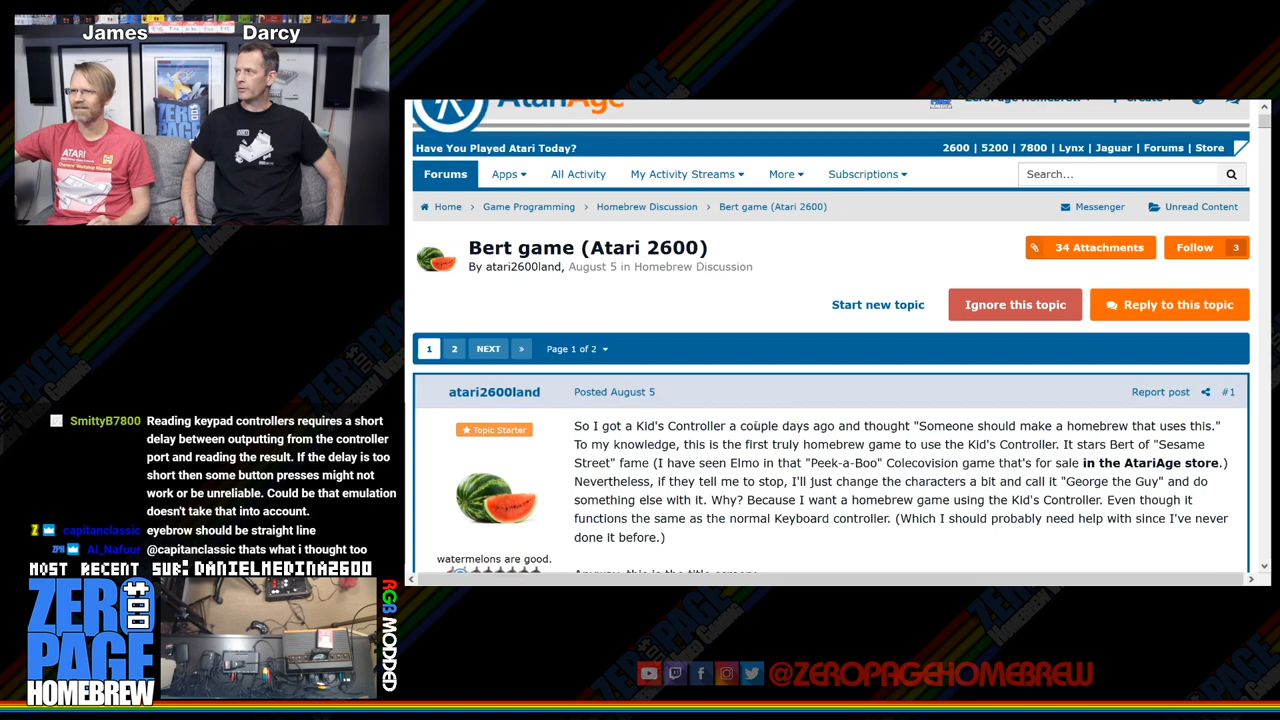 James
Darcy
ATARI
ZERO
PAGE
AtariAge
Have You Played Atari Today?
2600 | 5200 | 7800 | Lynx | Jaguar | Forums | Store
Forums
Apps
All Activity
My Activity Streams
More
Subscriptions
Search...
Home
Game Programming
Homebrew Discussion
Bert game (Atari 2600)
Messenger
Unread Content
Bert game (Atari 2600)
By atari2600land, August 5 in Homebrew Discussion
34 Attachments
Follow
3
Start new topic
Ignore this topic
Reply to this topic
1
2
NEXT
»
Page 1 of 2
atari2600land
Posted August 5
Report post
#1
Topic Starter
So I got a Kid's Controller a couple days ago and thought "Someone should make a homebrew that uses this."
To my knowledge, this is the first truly homebrew game to use the Kid's Controller. It stars Bert of "Sesame
Street" fame (I have seen Elmo in that "Peek-a-Boo" Colecovision game that's for sale in the AtariAge store.)
Nevertheless, if they tell me to stop, I'll just change the characters a bit and call it "George the Guy" and do
something else with it. Why? Because I want a homebrew game using the Kid's Controller. Even though it
functions the same as the normal Keyboard controller. (Which I should probably need help with since I've never
done it before.)
watermelons are good.
Anyway, this is the title screen:
SmittyB7800 Reading keypad controllers requires a short
delay between outputting from the controller
port and reading the result. If the delay is too
short then some button presses might not
work or be unreliable. Could be that emulation
doesn't take that into account.
capitanclassic eyebrow should be straight line
Al_Nafuur @capitanclassic thats what i thought too
MOST RECENT SUB: DANIELMEDINA2600
ZERO
$00
PAGE
HOMEBREW
RGB MODDED
@ZEROPAGEHOMEBREW